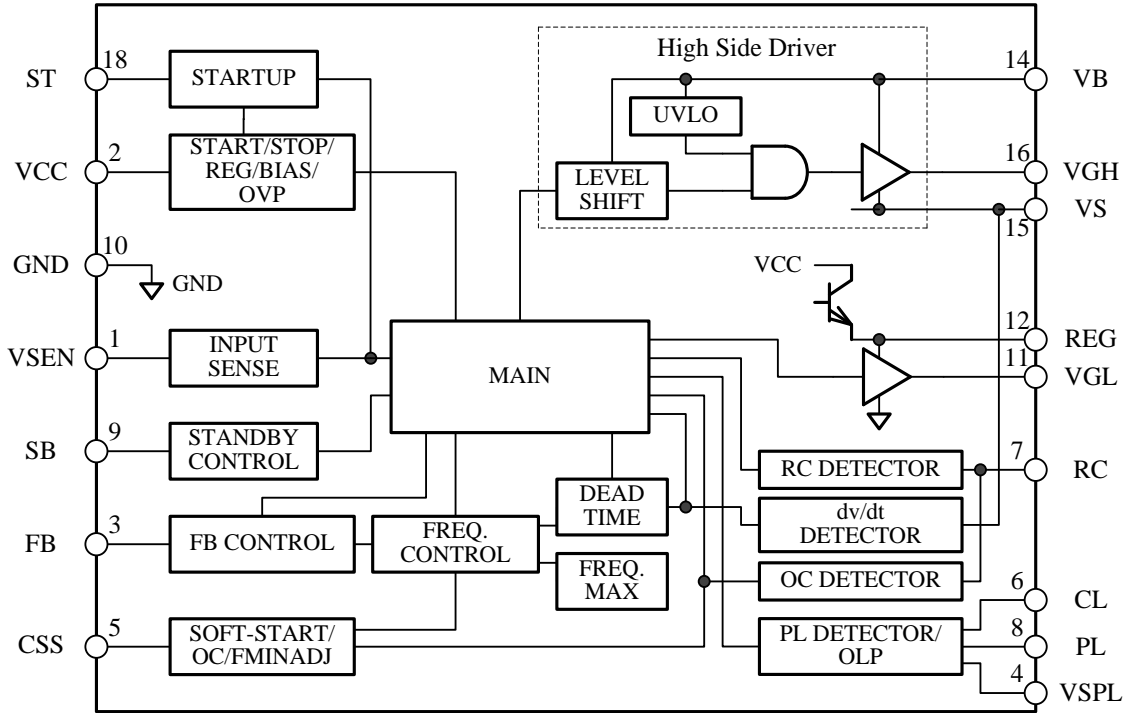 High Side Driver
18
ST
STARTUP
14
VB
UVLO
2
VCC
START/STOP/
REG/BIAS/
OVP
LEVEL
SHIFT
16
VGH
VS
15
10
GND
GND
VCC
1
VSEN
INPUT
SENSE
MAIN
12
REG
11
VGL
9
SB
STANDBY
CONTROL
RC DETECTOR
7
RC
DEAD
TIME
dv/dt
DETECTOR
3
FB
FB CONTROL
FREQ.
CONTROL
FREQ.
MAX
OC DETECTOR
6
CL
5
CSS
SOFT-START/
OC/FMINADJ
PL DETECTOR/
OLP
8
PL
4
VSPL